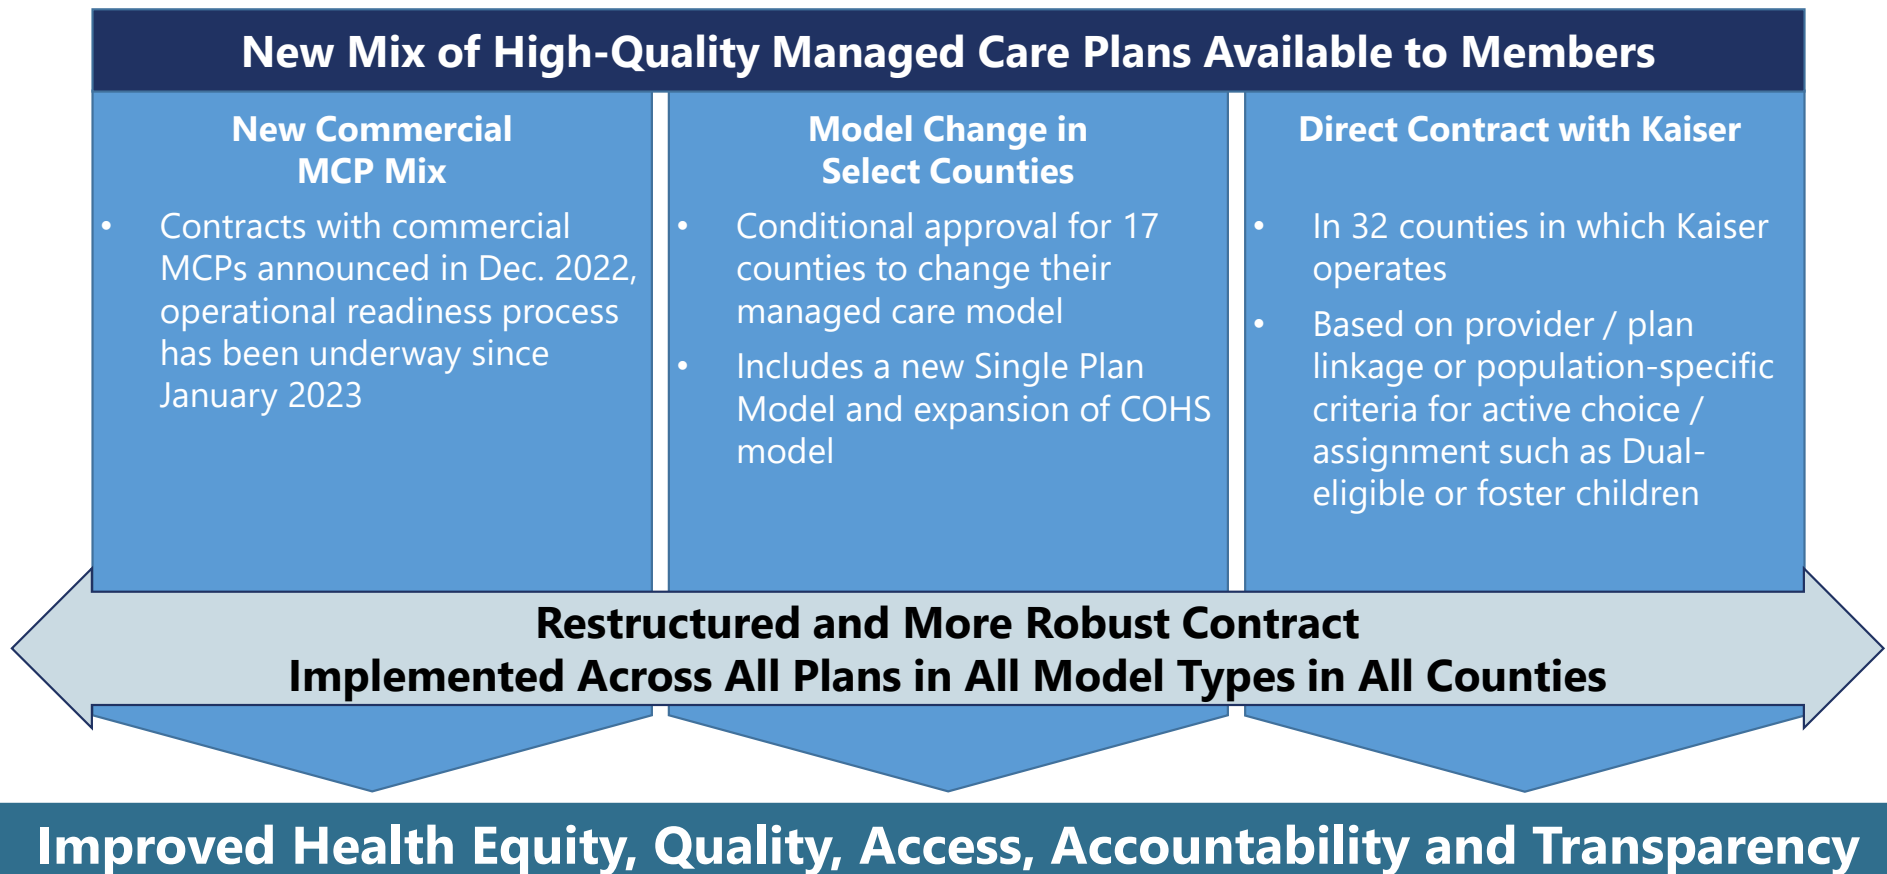 New Mix of High-Quality Managed Care Plans Available to Members
New Commercial
MCP Mix
• Contracts with commercial
MCPs announced in Dec. 2022,
operational readiness process
has been underway since
January 2023
Model Change in
Select Counties
• Conditional approval for 17
counties to change their
managed care model
• Includes a new Single Plan
Model and expansion of COHS
model
Direct Contract with Kaiser
• In 32 counties in which Kaiser
operates
• Based on provider / plan
linkage or population-specific
criteria for active choice /
assignment such as Dual-
eligible or foster children
Restructured and More Robust Contract
Implemented Across All Plans in All Model Types in All Counties
Improved Health Equity, Quality, Access, Accountability and Transparency